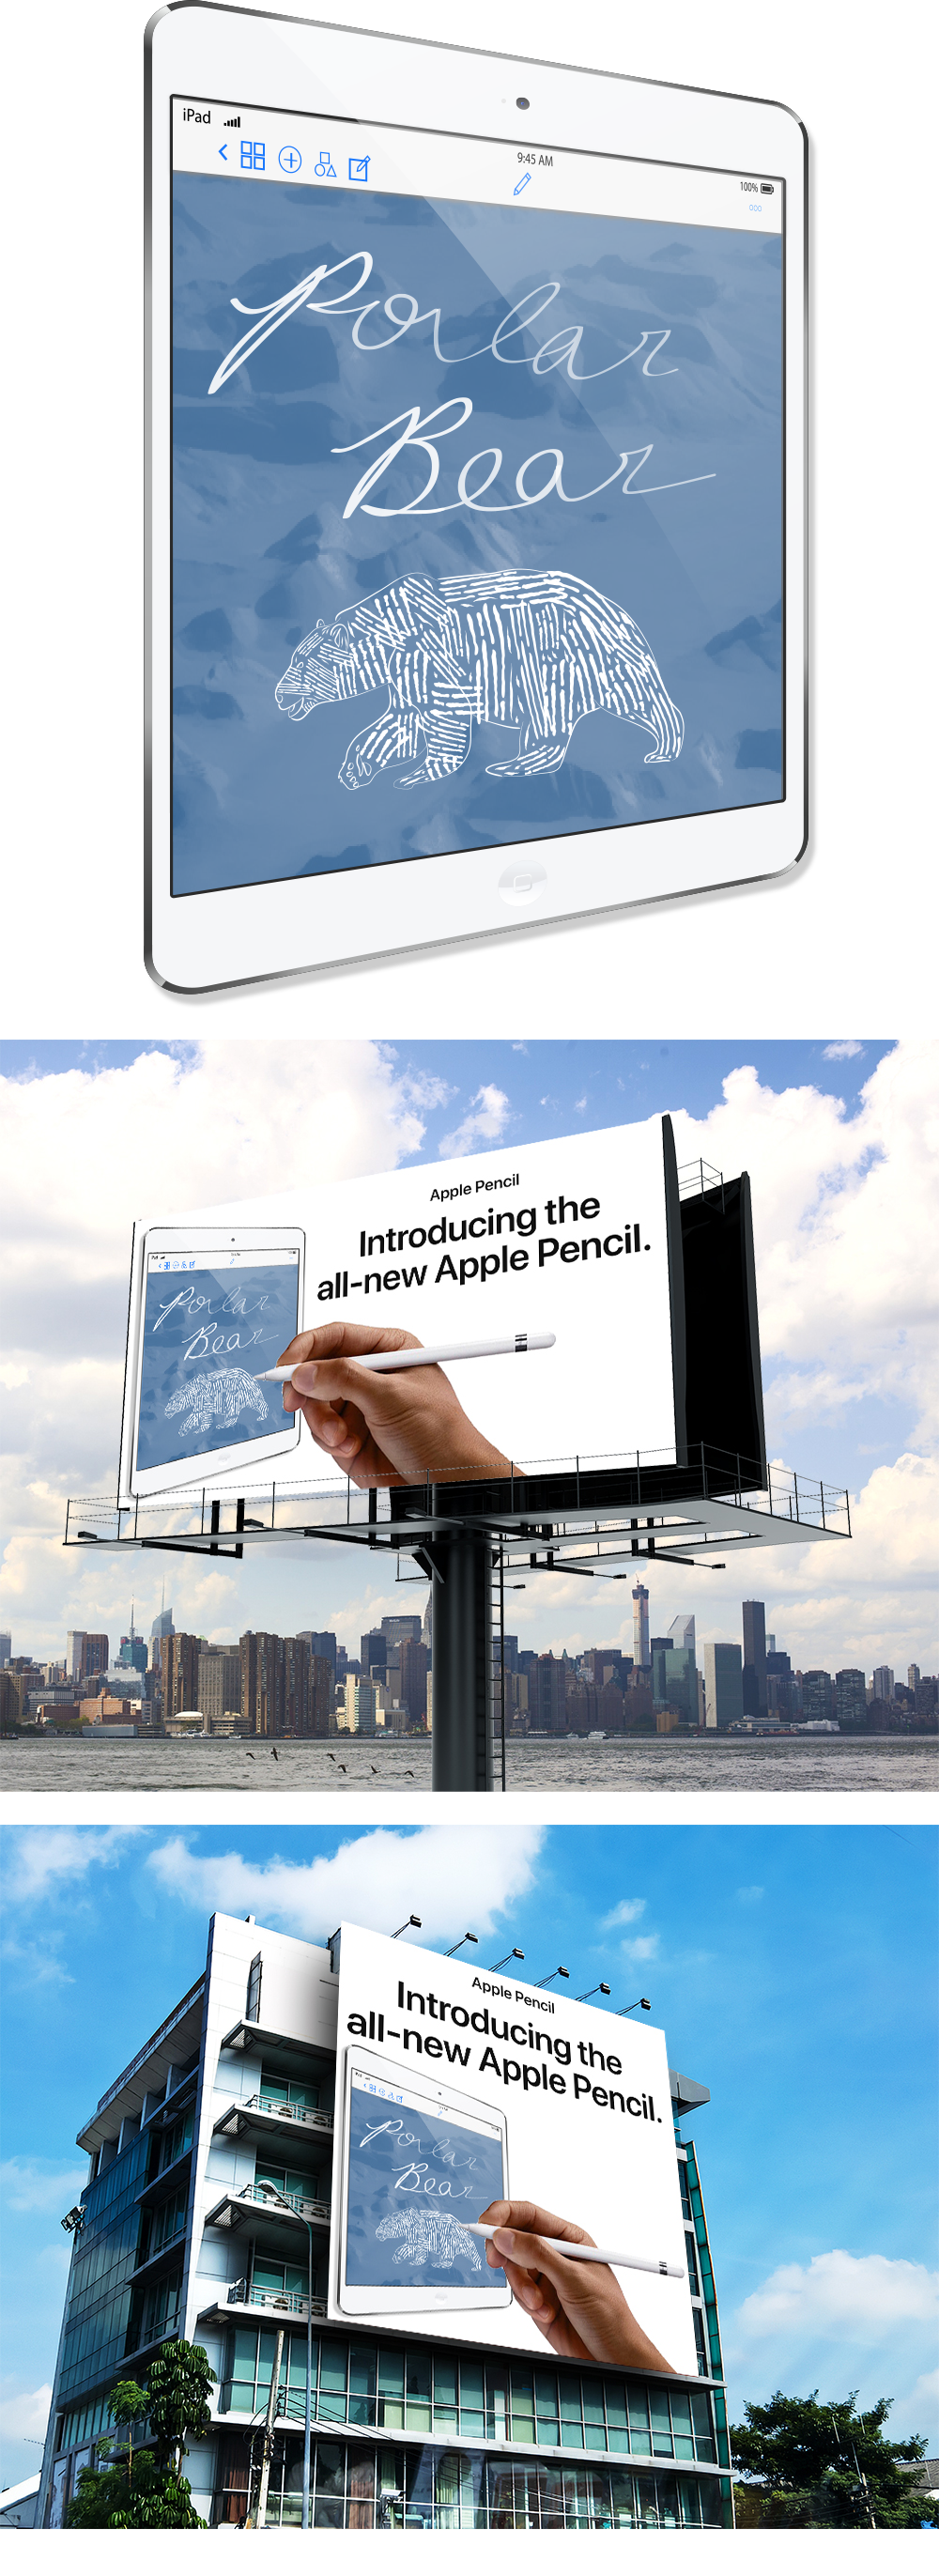 iPad
9:45 AM
100%
Polar
Bear
Apple Pencil
Introducing the
all-new Apple Pencil.
Polar
Bear
Apple Pencil
Introducing the
all-new Apple Pencil.
Polar
Bear